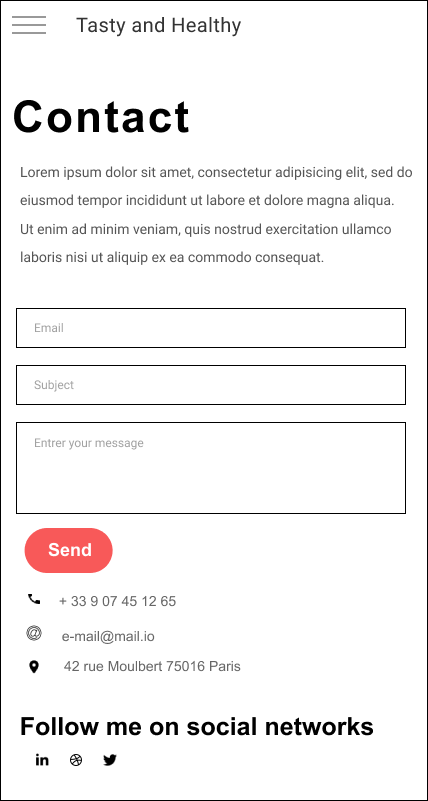 Tasty and Healthy
Contact
Lorem ipsum dolor sit amet, consectetur adipisicing elit, sed do
eiusmod tempor incididunt ut labore et dolore magna aliqua.
Ut enim ad minim veniam, quis nostrud exercitation ullamco
laboris nisi ut aliquip ex ea commodo consequat.
Email
Subject
Entrer your message
Send
+ 33 9 07 45 12 65
e-mail@mail.io
42 rue Moulbert 75016 Paris
Follow me on social networks
in